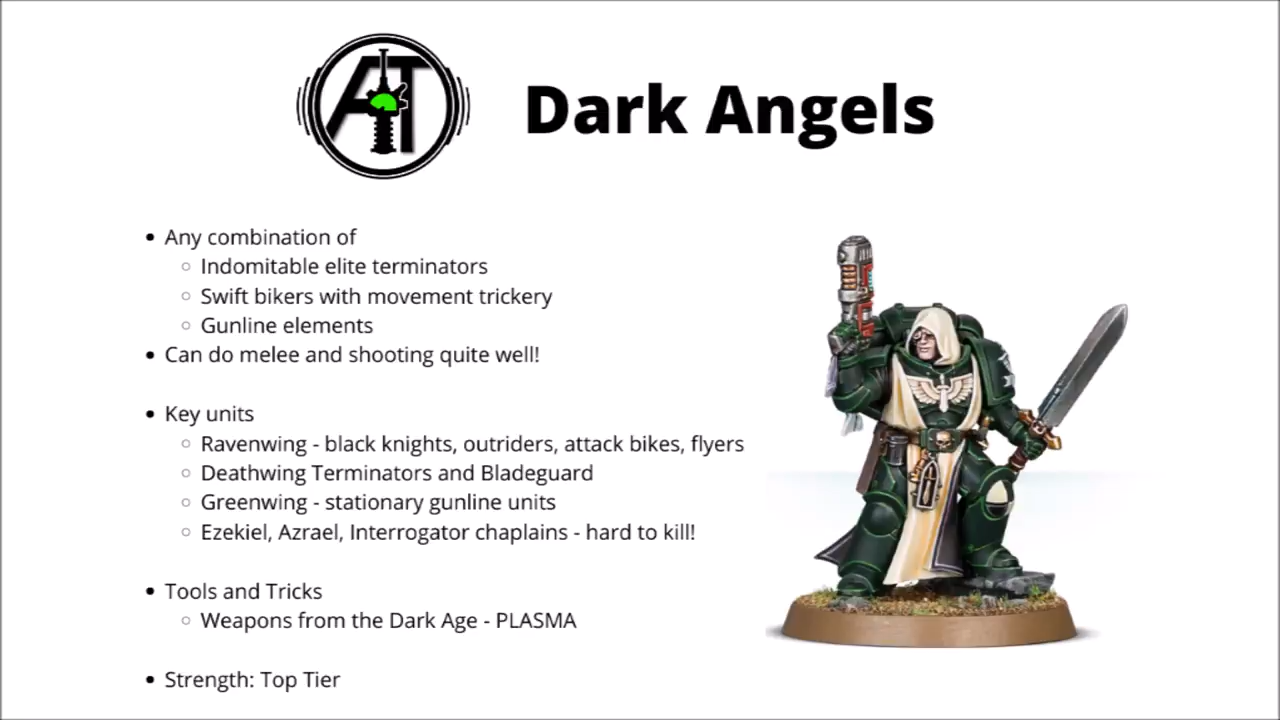 AT
Dark Angels
• Any combination of
○ Indomitable elite terminators
○ Swift bikers with movement trickery
○ Gunline elements
• Can do melee and shooting quite well!
• Key units
○ Ravenwing - black knights, outriders, attack bikes, flyers
○ Deathwing Terminators and Bladeguard
○ Greenwing - stationary gunline units
○ Ezekiel, Azrael, Interrogator chaplains - hard to kill!
• Tools and Tricks
○ Weapons from the Dark Age - PLASMA
• Strength: Top Tier